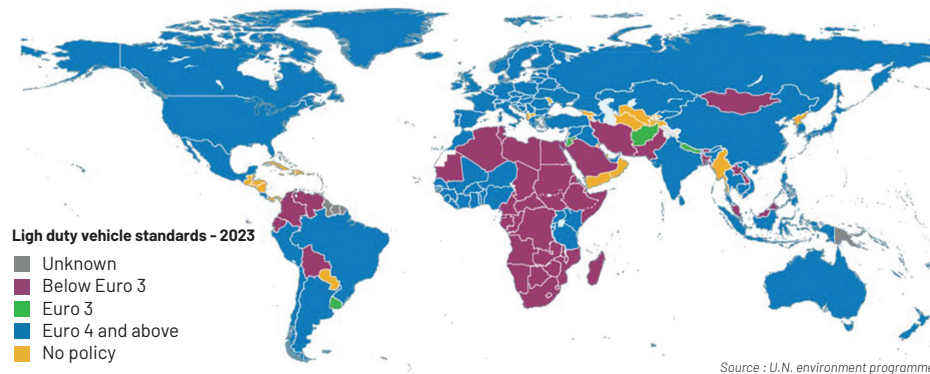 Ligh duty vehicle standards - 2023
Unknown
Below Euro 3
Euro 3
Euro 4 and above
No policy
Source : U.N. environment programme